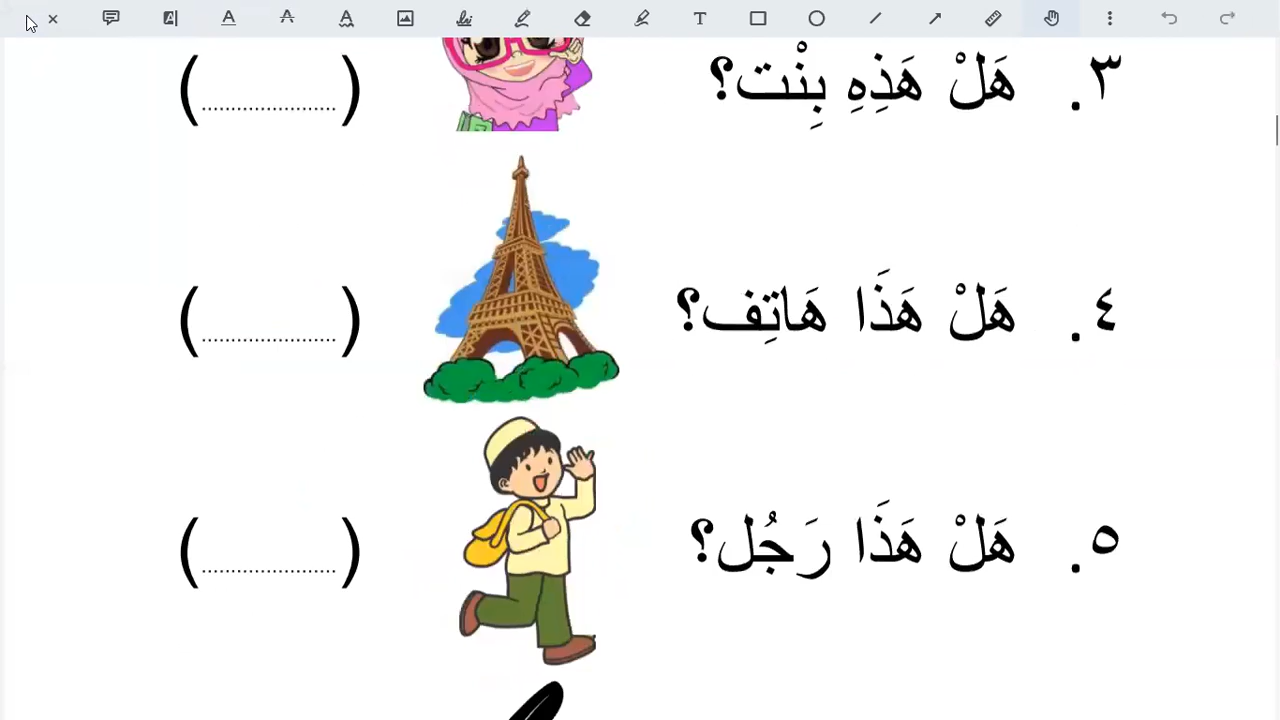 ٣. هَلْ هَذِهِ بِنْت؟ (....................)
٤. هَلْ هَذَا هَاتِف؟ (....................)
٥. هَلْ هَذَا رَجُل؟ (....................)